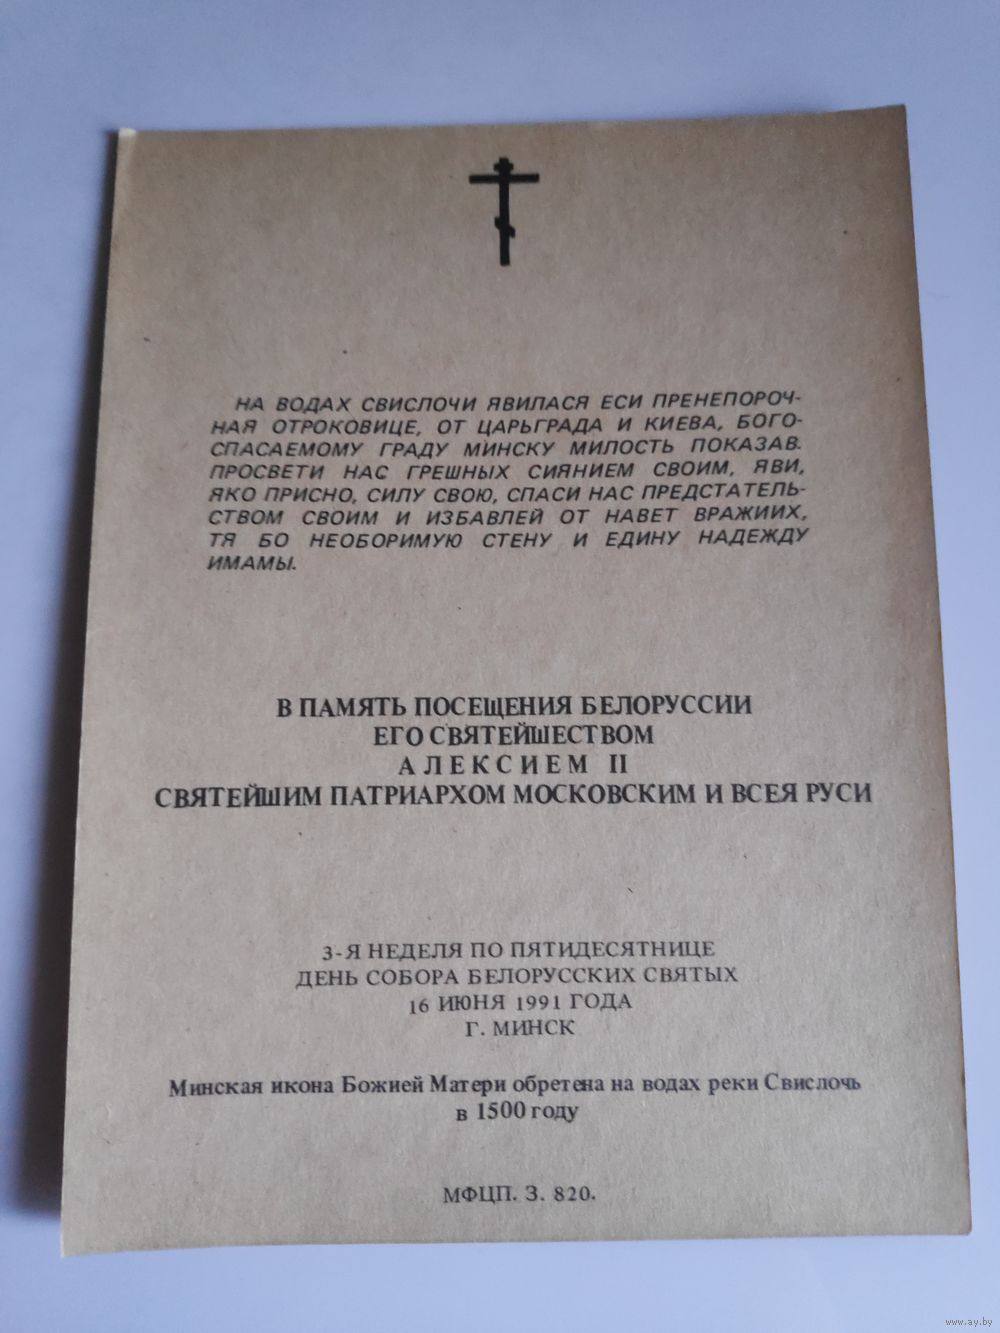 НА ВОДАХ СВИСЛОЧИ ЯВИЛАСЯ ЕСИ ПРЕНЕПОРОЧ-
НАЯ ОТРОКОВИЦЕ, ОТ ЦАРЬГРАДА И КИЕВА, БОГО-
СПАСАЕМОМУ ГРАДУ МИНСКУ МИЛОСТЬ ПОКАЗАВ.
ПРОСВЕТИ НАС ГРЕШНЫХ СИЯНИЕМ СВОИМ, ЯВИ,
ЯКО ПРИСНО, СИЛУ СВОЮ, СПАСИ НАС ПРЕДСТАТЕЛЬ-
СТВОМ СВОИМ И ИЗБАВЛЕЙ ОТ НАВЕТ ВРАЖИИХ,
ТЯ БО НЕОБОРИМУЮ СТЕНУ И ЕДИНУ НАДЕЖДУ
ИМАМЫ.
В ПАМЯТЬ ПОСЕЩЕНИЯ БЕЛОРУССИИ
ЕГО СВЯТЕЙШЕСТВОМ
АЛЕКСИЕМ II
СВЯТЕЙШИМ ПАТРИАРХОМ МОСКОВСКИМ И ВСЕЯ РУСИ
3-Я НЕДЕЛЯ ПО ПЯТИДЕСЯТНИЦЕ
ДЕНЬ СОБОРА БЕЛОРУССКИХ СВЯТЫХ
16 ИЮНЯ 1991 ГОДА
Г. МИНСК
Минская икона Божией Матери обретена на водах реки Свислочь
в 1500 году
МФЦП. З. 820.
www.ay.by